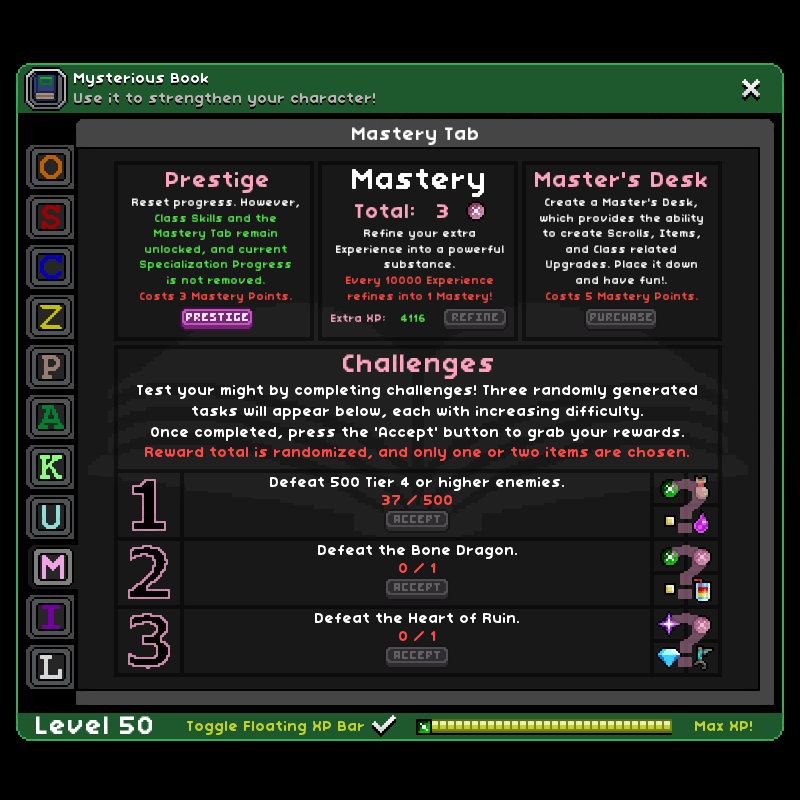 Mysterious Book
Use it to strengthen your character!
Mastery Tab
O
S
C
Z
P
A
K
U
M
I
L
Prestige
Reset progress. However,
Class Skills and the
Mastery Tab remain
unlocked, and current
Specialization Progress
is not removed.
Costs 3 Mastery Points.
PRESTIGE
Mastery
Total: 3
Refine your extra
Experience into a powerful
substance.
Every 10000 Experience
refines into 1 Mastery!
Extra XP: 4116 REFINE
Master's Desk
Create a Master's Desk,
which provides the ability
to create Scrolls, Items,
and Class related
Upgrades. Place it down
and have fun!.
Costs 5 Mastery Points.
PURCHASE
Challenges
Test your might by completing challenges! Three randomly generated
tasks will appear below, each with increasing difficulty.
Once completed, press the 'Accept' button to grab your rewards.
Reward total is randomized, and only one or two items are chosen.
1
Defeat 500 Tier 4 or higher enemies.
37 / 500
ACCEPT
?
2
Defeat the Bone Dragon.
0 / 1
ACCEPT
?
3
Defeat the Heart of Ruin.
0 / 1
ACCEPT
?
Level 50 Toggle Floating XP Bar Max XP!